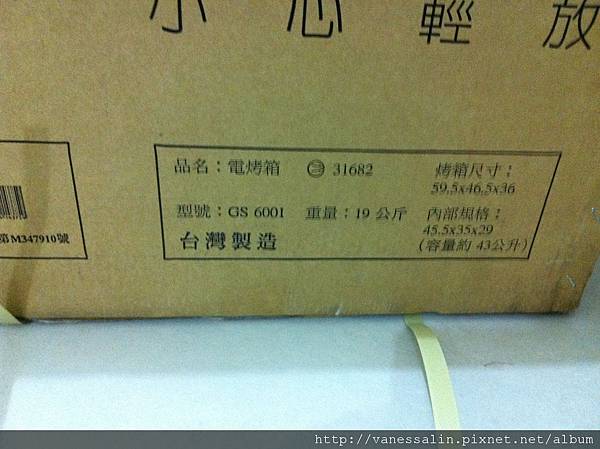 小心輕放
品名：電烤箱 31682
烤箱尺寸：
59.5x46.5x36
型號：GS 6001 重量：19 公斤
內部規格：
45.5x35x29
(容量約 43公升)
台灣製造
第M347910號
http://vanessalin.pixnet.net/album